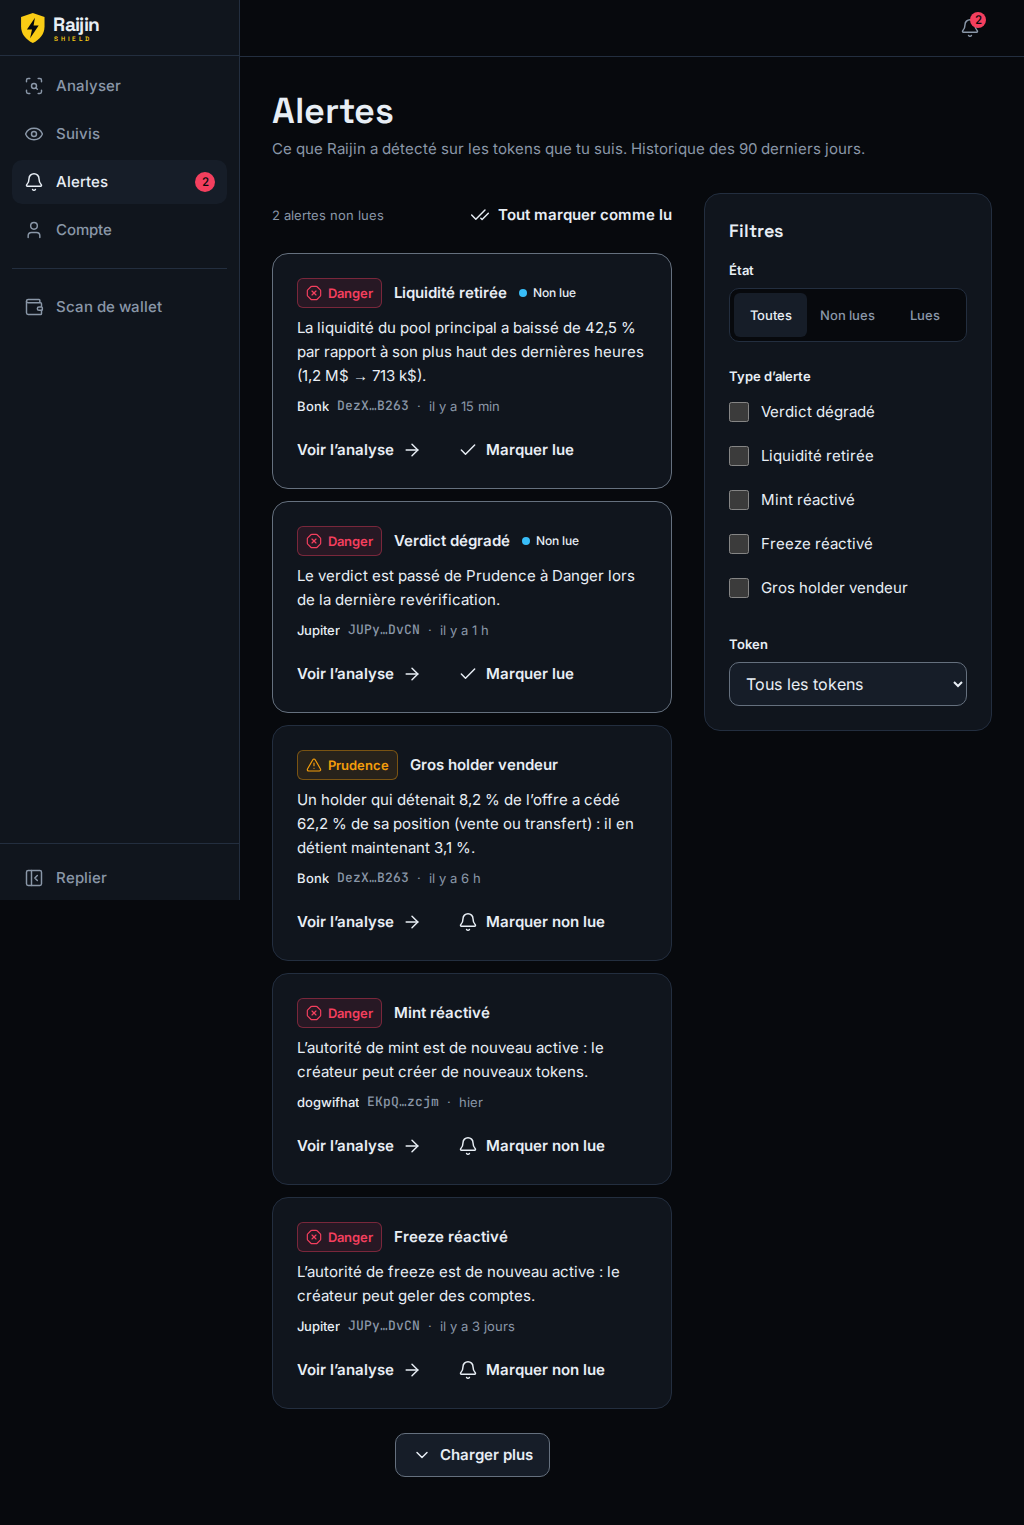 Raijin
SHIELD
2
Analyser
Suivis
Alertes
2
Compte
Scan de wallet
Replier
Alertes
Ce que Raijin a détecté sur les tokens que tu suis. Historique des 90 derniers jours.
2 alertes non lues
Tout marquer comme lu
Danger
Liquidité retirée
Non lue
La liquidité du pool principal a baissé de 42,5 %
par rapport à son plus haut des dernières heures
(1,2 M$ → 713 k$).
Bonk DezX…B263 · il y a 15 min
Voir l’analyse
Marquer lue
Danger
Verdict dégradé
Non lue
Le verdict est passé de Prudence à Danger lors
de la dernière revérification.
Jupiter JUPy…DvCN · il y a 1 h
Voir l’analyse
Marquer lue
Prudence
Gros holder vendeur
Un holder qui détenait 8,2 % de l’offre a cédé
62,2 % de sa position (vente ou transfert) : il en
détient maintenant 3,1 %.
Bonk DezX…B263 · il y a 6 h
Voir l’analyse
Marquer non lue
Danger
Mint réactivé
L’autorité de mint est de nouveau active : le
créateur peut créer de nouveaux tokens.
dogwifhat EKpQ…zcjm · hier
Voir l’analyse
Marquer non lue
Danger
Freeze réactivé
L’autorité de freeze est de nouveau active : le
créateur peut geler des comptes.
Jupiter JUPy…DvCN · il y a 3 jours
Voir l’analyse
Marquer non lue
Charger plus
Filtres
État
Toutes
Non lues
Lues
Type d’alerte
Verdict dégradé
Liquidité retirée
Mint réactivé
Freeze réactivé
Gros holder vendeur
Token
Tous les tokens